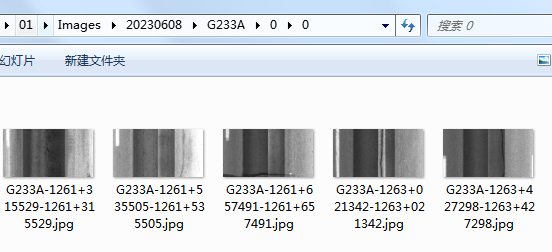 01 Images 20230608 G233A 0 0 搜索 0
幻灯片 新建文件夹
G233A-1261+3 G233A-1261+5 G233A-1261+6 G233A-1263+0 G233A-1263+4
15529-1261+31 35505-1261+53 57491-1261+65 21342-1263+02 27298-1263+42
5529.jpg 5505.jpg 7491.jpg 1342.jpg 7298.jpg